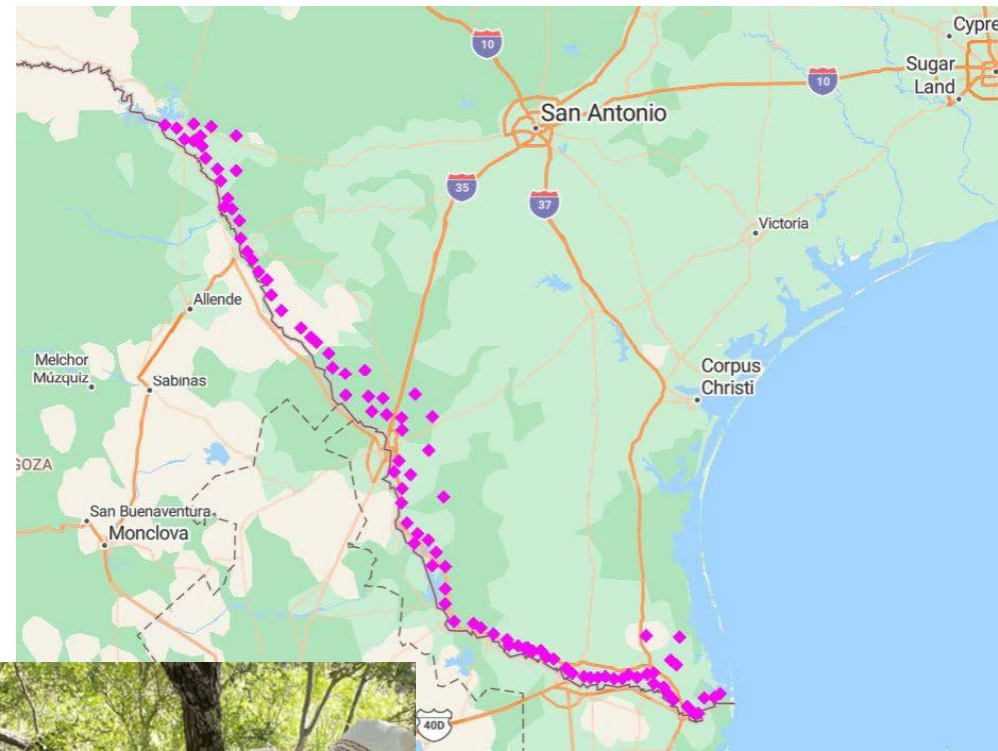 10
Cypre
Sugar
Land
10
San Antonio
35
37
Victoria
Allende
Melchor
Múzquiz
Sabinas
Corpus
Christi
GOZA
San Buenaventura
Monclova
40D